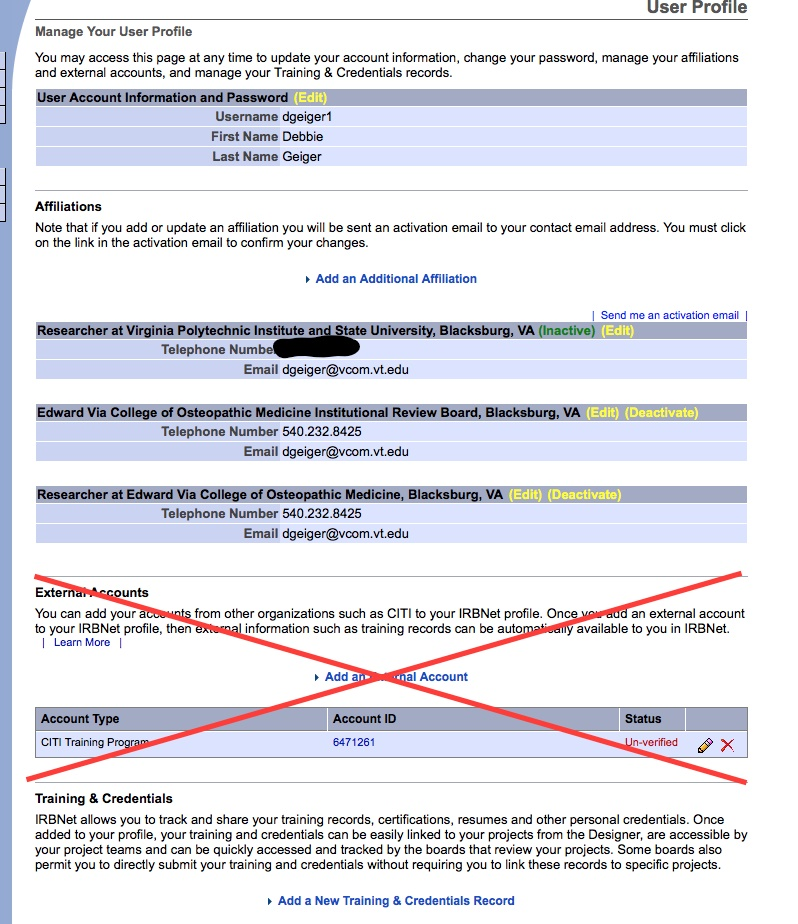 User Profile
Manage Your User Profile
You may access this page at any time to update your account information, change your password, manage your affiliations
and external accounts, and manage your Training & Credentials records.
User Account Information and Password (Edit)
Username dgeiger1
First Name Debbie
Last Name Geiger
Affiliations
Note that if you add or update an affiliation you will be sent an activation email to your contact email address. You must click
on the link in the activation email to confirm your changes.
Add an Additional Affiliation
| Send me an activation email |
Researcher at Virginia Polytechnic Institute and State University, Blacksburg, VA (Inactive) (Edit)
Telephone Numbe
Email dgeiger@vcom.vt.edu
Edward Via College of Osteopathic Medicine Institutional Review Board, Blacksburg, VA (Edit) (Deactivate)
Telephone Number 540.232.8425
Email dgeiger@vcom.vt.edu
Researcher at Edward Via College of Osteopathic Medicine, Blacksburg, VA (Edit) (Deactivate)
Telephone Number 540.232.8425
Email dgeiger@vcom.vt.edu
External Accounts
You can add your accounts from other organizations such as CITI to your IRBNet profile. Once you add an external account
to your IRBNet profile, then external information such as training records can be automatically available to you in IRBNet.
| Learn More |
Add an External Account
Account Type Account ID Status
CITI Training Program 6471261 Un-verified
Training & Credentials
IRBNet allows you to track and share your training records, certifications, resumes and other personal credentials. Once
added to your profile, your training and credentials can be easily linked to your projects from the Designer, are accessible by
your project teams and can be quickly accessed and tracked by the boards that review your projects. Some boards also
permit you to directly submit your training and credentials without requiring you to link these records to specific projects.
Add a New Training & Credentials Record